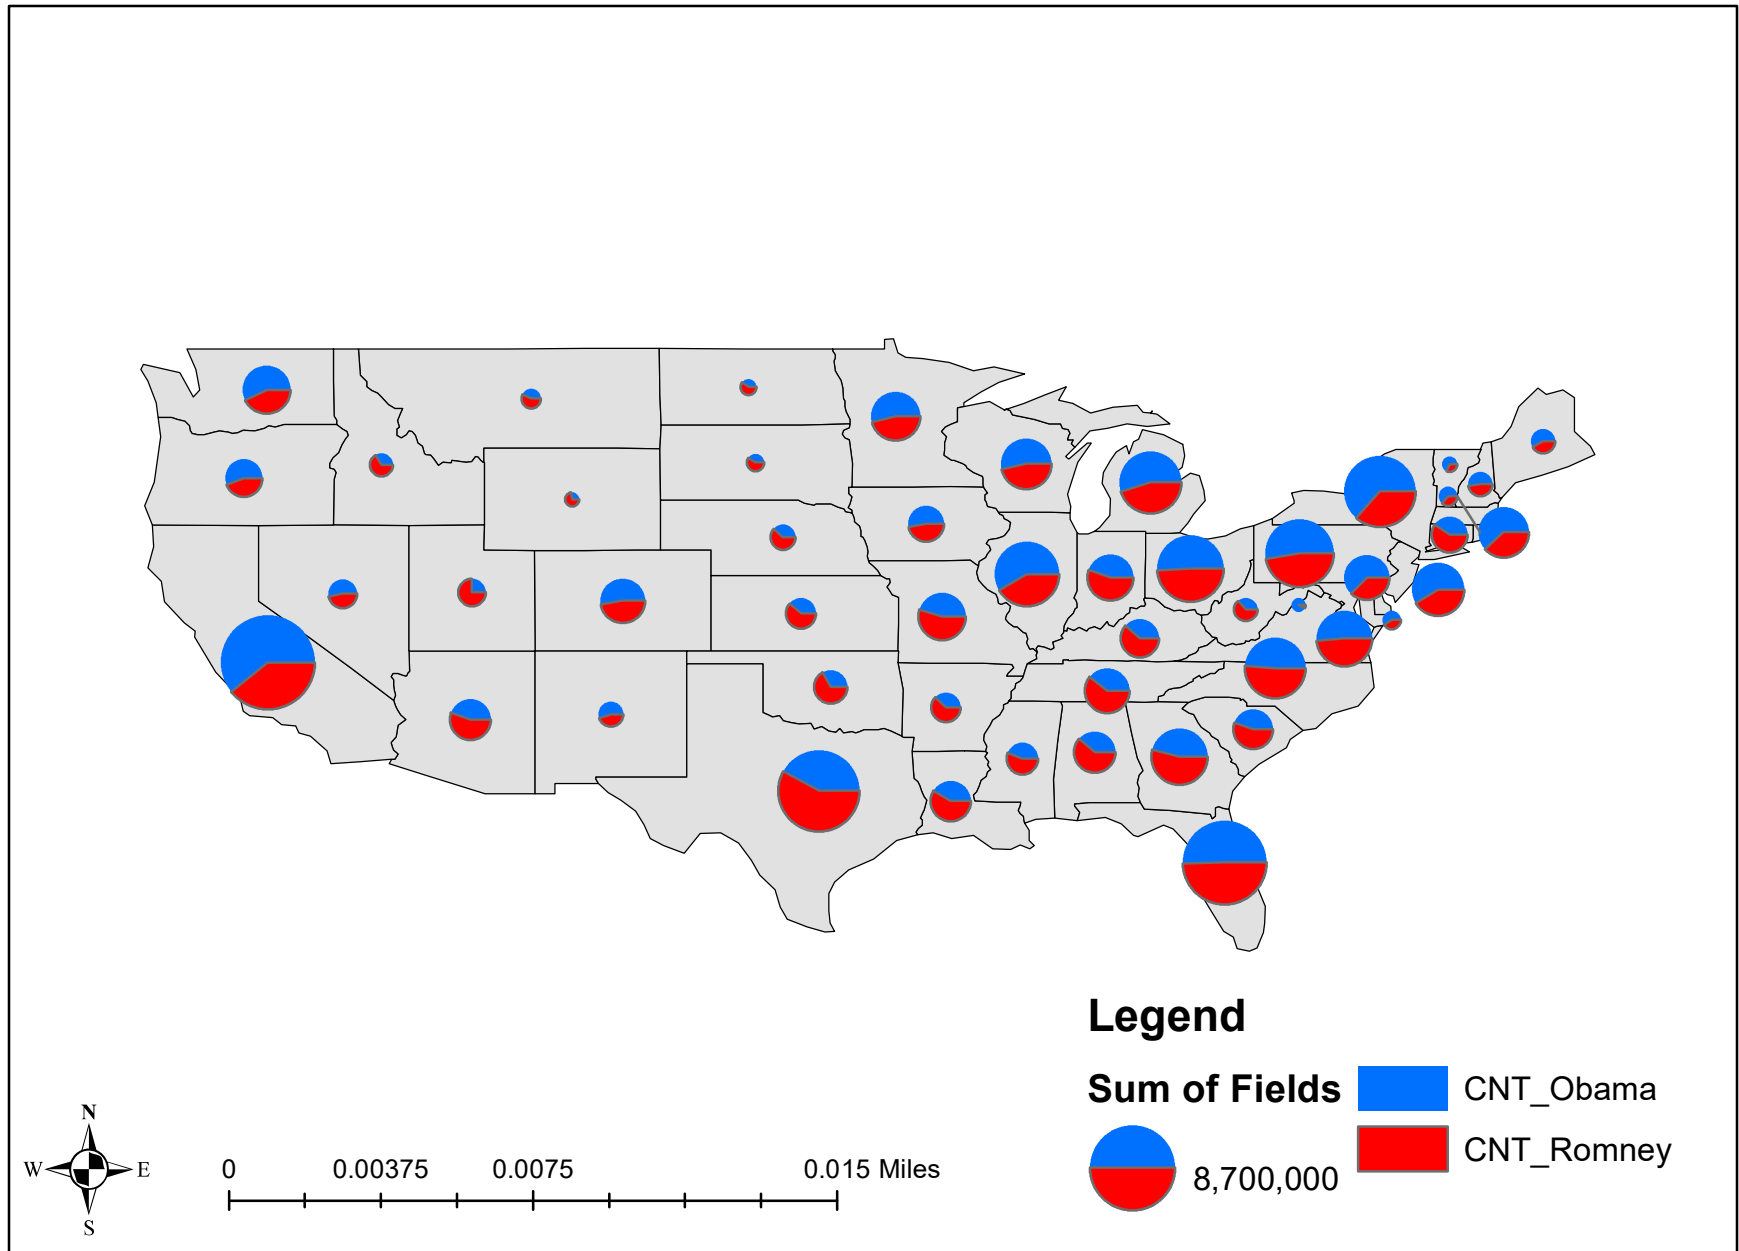 Legend
Sum of Fields
CNT_Obama
8,700,000
CNT_Romney
N
W E
S
0 0.00375 0.0075 0.015 Miles